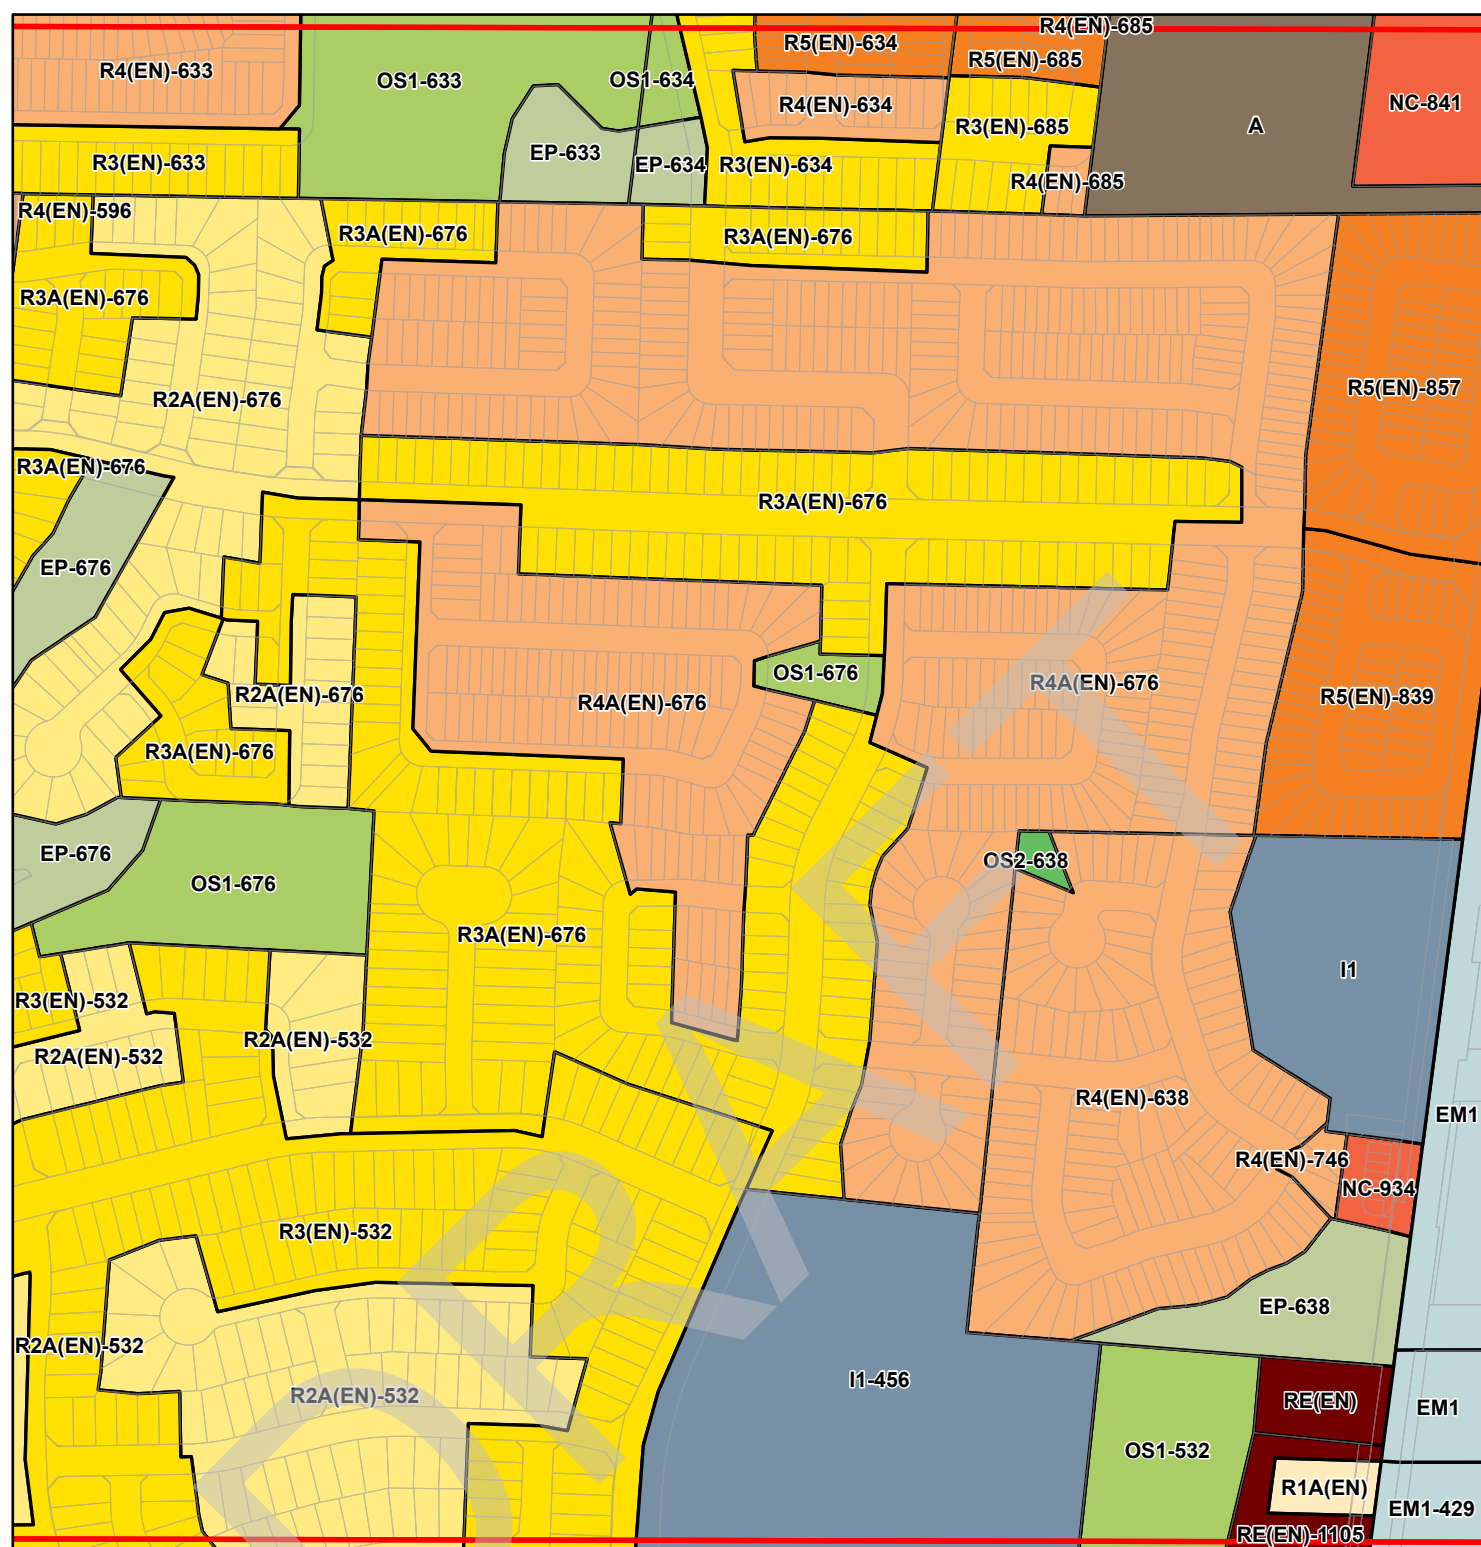 R4(EN)-685
R5(EN)-634
R5(EN)-685
R4(EN)-633
OS1-633
OS1-634
R4(EN)-634
NC-841
A
R3(EN)-685
EP-633
R3(EN)-633
EP-634
R3(EN)-634
R4(EN)-685
R4(EN)-596
R3A(EN)-676
R3A(EN)-676
R3A(EN)-676
R5(EN)-857
R2A(EN)-676
R3A(EN)-676
R3A(EN)-676
EP-676
OS1-676
R4A(EN)-676
R2A(EN)-676
R5(EN)-839
R4A(EN)-676
R3A(EN)-676
EP-676
OS2-638
OS1-676
R3A(EN)-676
I1
R3(EN)-532
R2A(EN)-532
R2A(EN)-532
R4(EN)-638
EM1
R4(EN)-746
NC-934
R3(EN)-532
EP-638
R2A(EN)-532
I1-456
R2A(EN)-532
RE(EN)
EM1
OS1-532
R1A(EN)
EM1-429
RE(EN)-1105
DRAFT